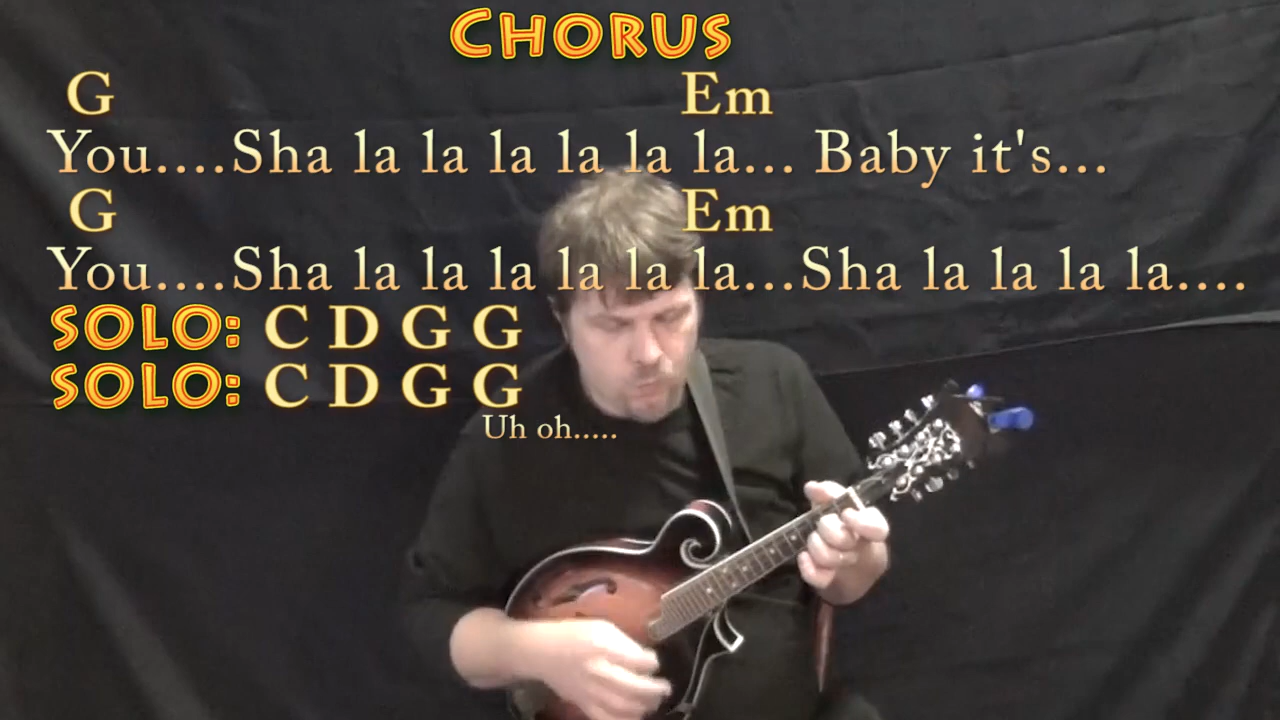 CHORUS
G Em
You....Sha la la la la la la... Baby it's...
G Em
You....Sha la la la la la la...Sha la la la la....
SOLO: C D G G
SOLO: C D G G
Uh oh.....